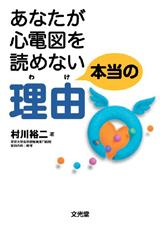 あなたが
心電図を
読めない
本当の
わけ
理由
村川裕二 著
文光堂